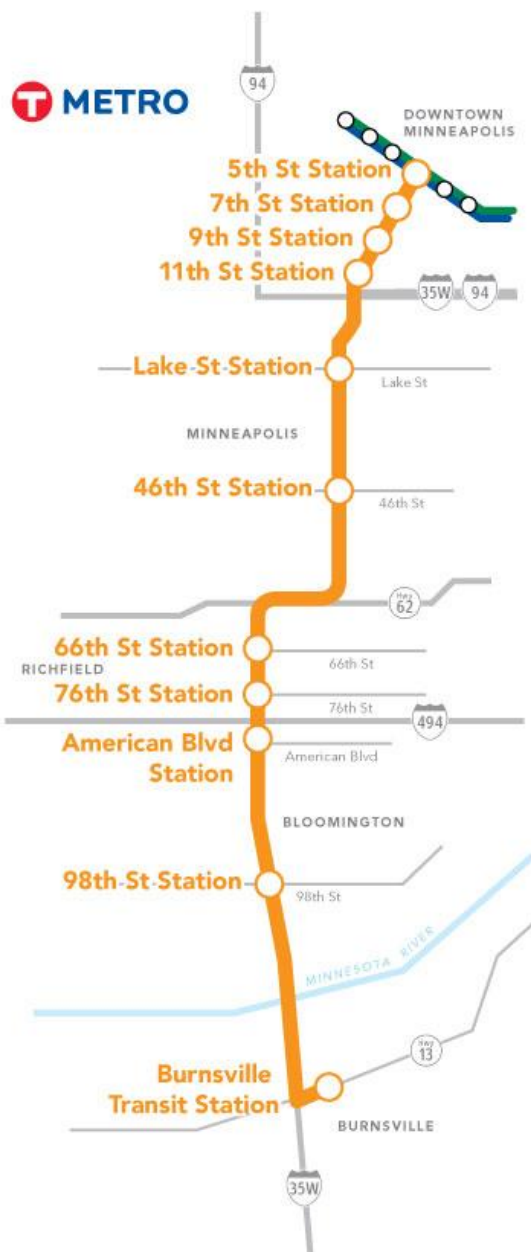 T METRO
94
DOWNTOWN
MINNEAPOLIS
5th St Station
7th St Station
9th St Station
11th St Station
35W 94
Lake St Station
Lake St
MINNEAPOLIS
46th St Station
46th St
Hwy
62
66th St Station
66th St
RICHFIELD
76th St Station
76th St
494
American Blvd
Station
American Blvd
BLOOMINGTON
98th St Station
98th St
MINNESOTA RIVER
Hwy
13
Burnsville
Transit Station
BURNSVILLE
35W